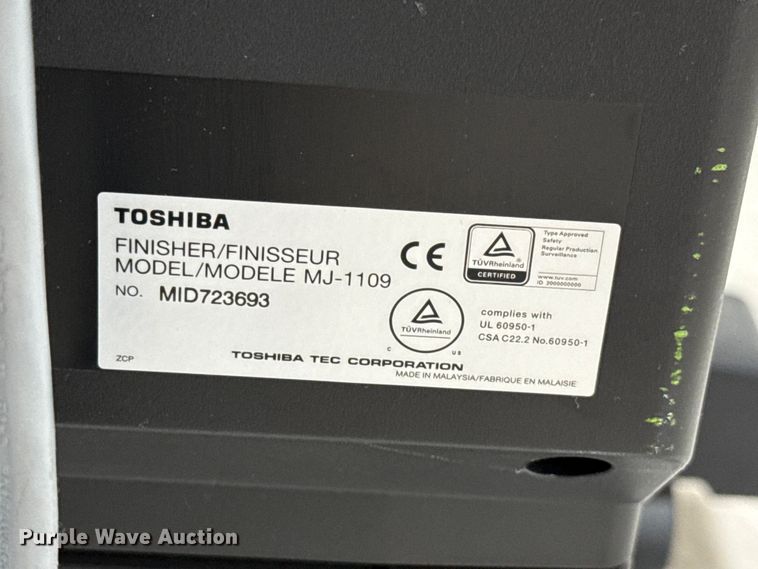 TOSHIBA
FINISHER/FINISSEUR
MODEL/MODELE MJ-1109
NO. MID723693
CE
TÜVRheinland
CERTIFIED
Type Approved
Safety
Regular Production
Surveillance
www.tuv.com
ID 2000000000
TÜVRheinland
C US
complies with
UL 60950-1
CSA C22.2 No.60950-1
ZCP
TOSHIBA TEC CORPORATION
MADE IN MALAYSIA/FABRIQUE EN MALAISIE
Purple Wave Auction